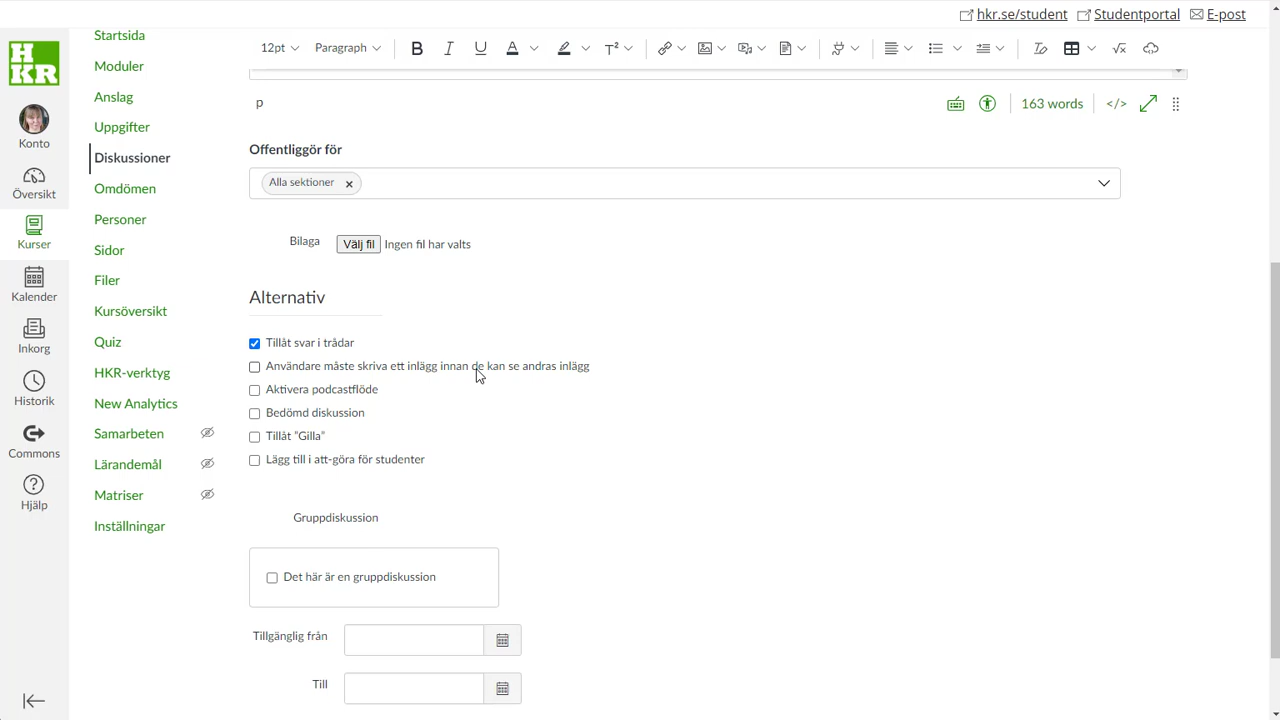 hkr.se/student Studentportal E-post
HKR
Konto
Översikt
Kurser
Kalender
Inkorg
Historik
Commons
Hjälp
Startsida
Moduler
Anslag
Uppgifter
Diskussioner
Omdömen
Personer
Sidor
Filer
Kursöversikt
Quiz
HKR-verktyg
New Analytics
Samarbeten
Lärandemål
Matriser
Inställningar
12pt Paragraph B I U A T²
p 163 words </>
Offentliggör för
Alla sektioner
Bilaga Välj fil Ingen fil har valts
Alternativ
Tillåt svar i trådar
Användare måste skriva ett inlägg innan de kan se andras inlägg
Aktivera podcastflöde
Bedömd diskussion
Tillåt "Gilla"
Lägg till i att-göra för studenter
Gruppdiskussion
Det här är en gruppdiskussion
Tillgänglig från
Till